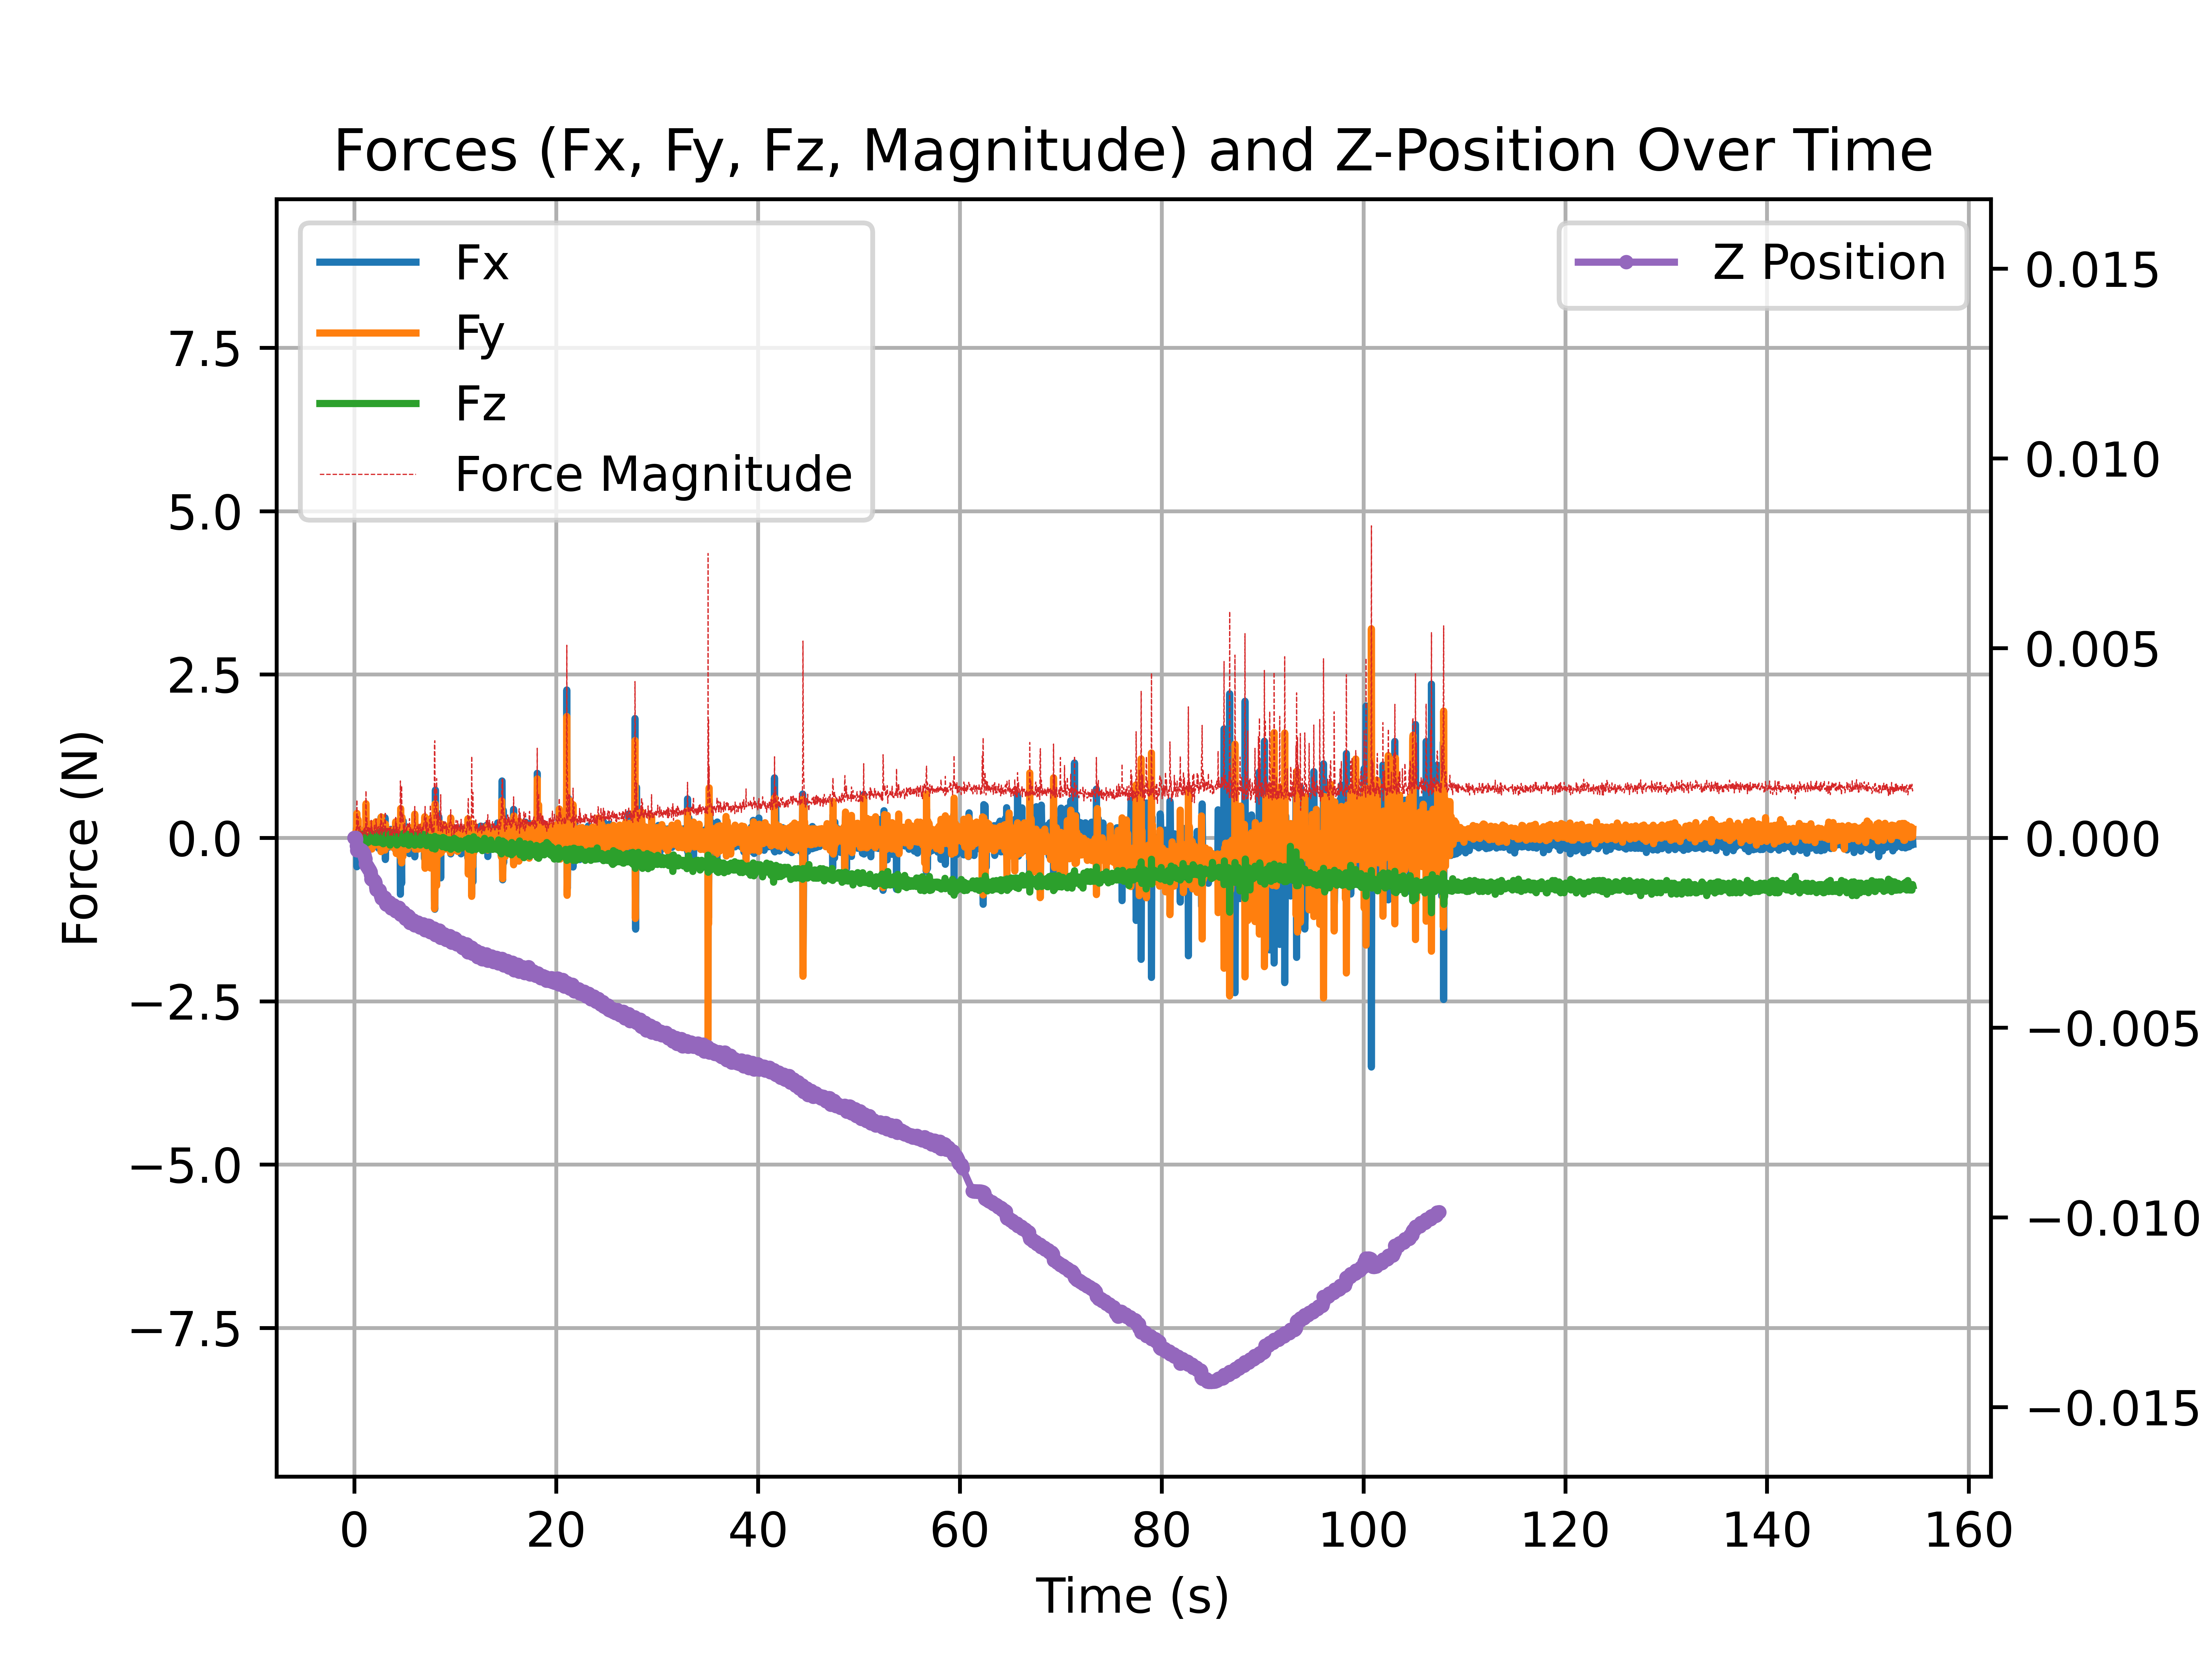 Forces (Fx, Fy, Fz, Magnitude) and Z-Position Over Time
Fx
Fy
Fz
Force Magnitude
Z Position
Force (N)
7.5
5.0
2.5
0.0
−2.5
−5.0
−7.5
0.015
0.010
0.005
0.000
−0.005
−0.010
−0.015
0 20 40 60 80 100 120 140 160
Time (s)